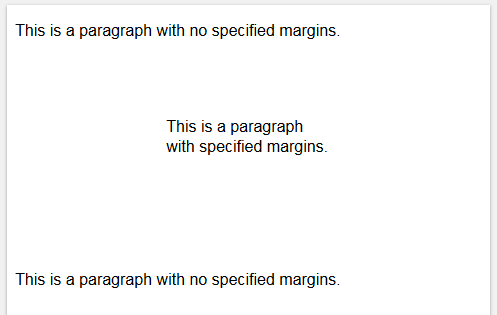 This is a paragraph with no specified margins.
This is a paragraph
with specified margins.
This is a paragraph with no specified margins.